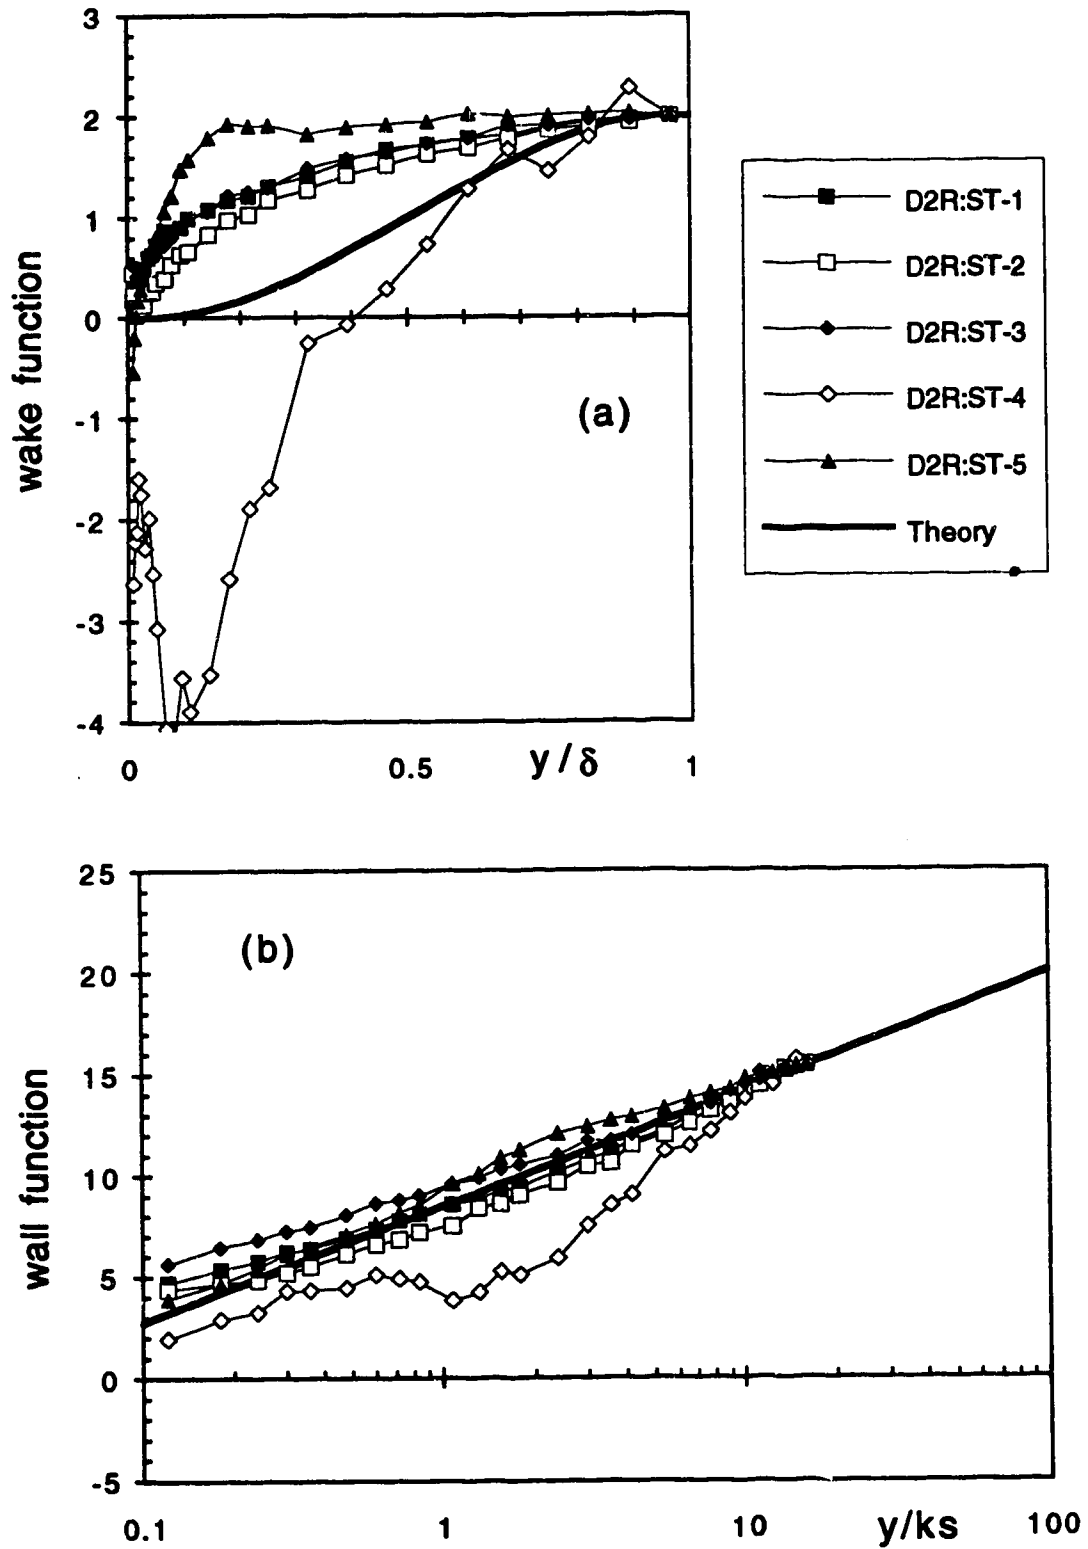 3
2
1
0
-1
-2
-3
-4
wake function
(a)
0
0.5
y/δ
1
D2R:ST-1
D2R:ST-2
D2R:ST-3
D2R:ST-4
D2R:ST-5
Theory
25
20
15
10
5
0
-5
wall function
(b)
0.1
1
10
y/ks
100